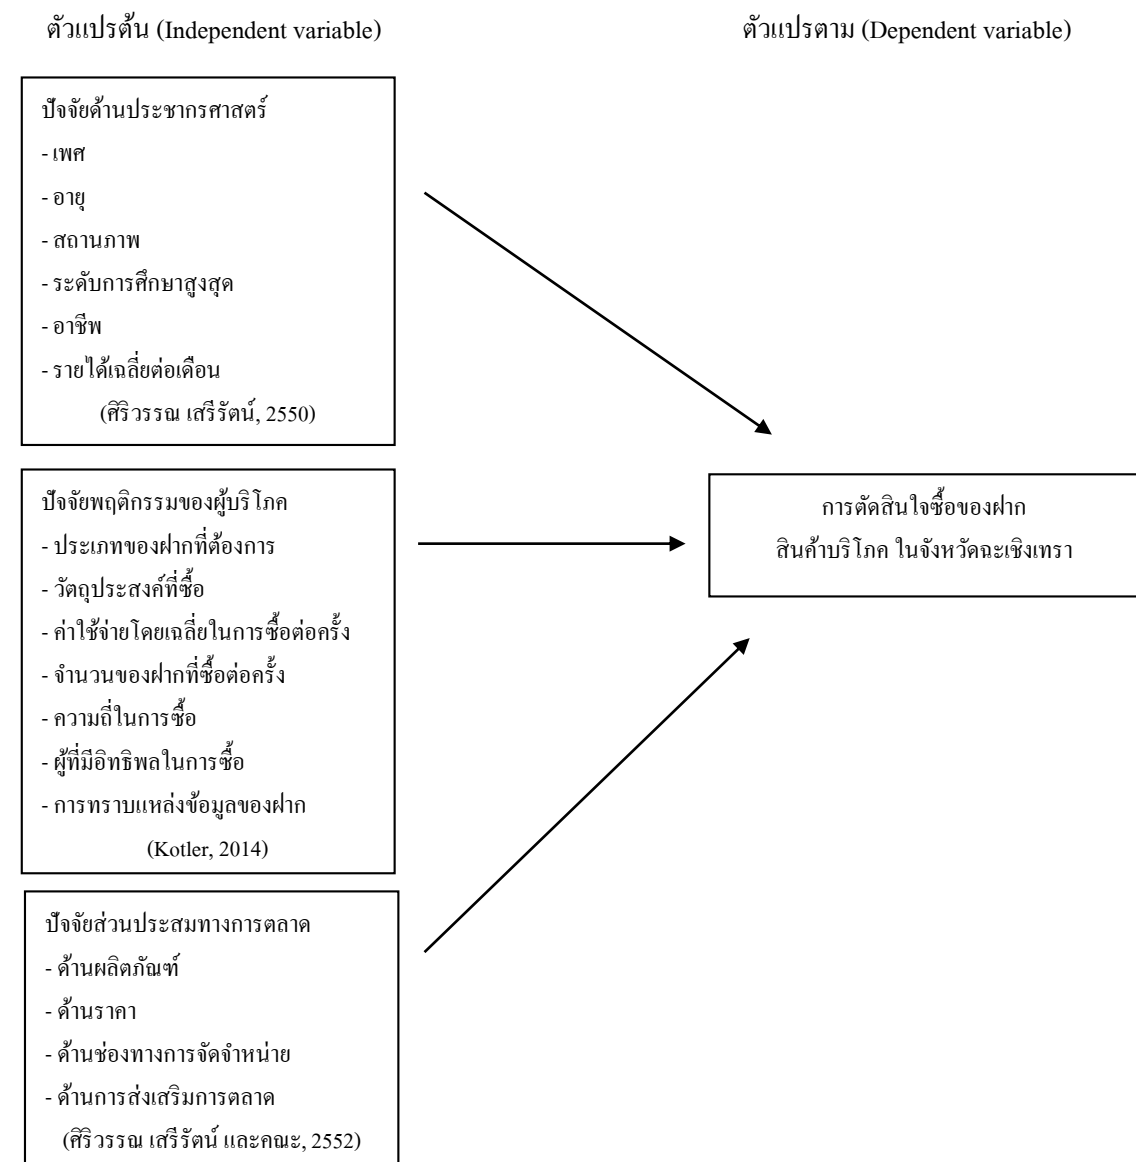 ตัวแปรต้น (Independent variable)
ตัวแปรตาม (Dependent variable)
ปัจจัยด้านประชากรศาสตร์
- เพศ
- อายุ
- สถานภาพ
- ระดับการศึกษาสูงสุด
- อาชีพ
- รายได้เฉลี่ยต่อเดือน
(ศิริวรรณ เสรีรัตน์, 2550)
ปัจจัยพฤติกรรมของผู้บริโภค
- ประเภทของฝากที่ต้องการ
- วัตถุประสงค์ที่ซื้อ
- ค่าใช้จ่ายโดยเฉลี่ยในการซื้อต่อครั้ง
- จำนวนของฝากที่ซื้อต่อครั้ง
- ความถี่ในการซื้อ
- ผู้ที่มีอิทธิพลในการซื้อ
- การทราบแหล่งข้อมูลของฝาก
(Kotler, 2014)
การตัดสินใจซื้อของฝาก
สินค้าบริโภค ในจังหวัดฉะเชิงเทรา
ปัจจัยส่วนประสมทางการตลาด
- ด้านผลิตภัณฑ์
- ด้านราคา
- ด้านช่องทางการจัดจำหน่าย
- ด้านการส่งเสริมการตลาด
(ศิริวรรณ เสรีรัตน์ และคณะ, 2552)